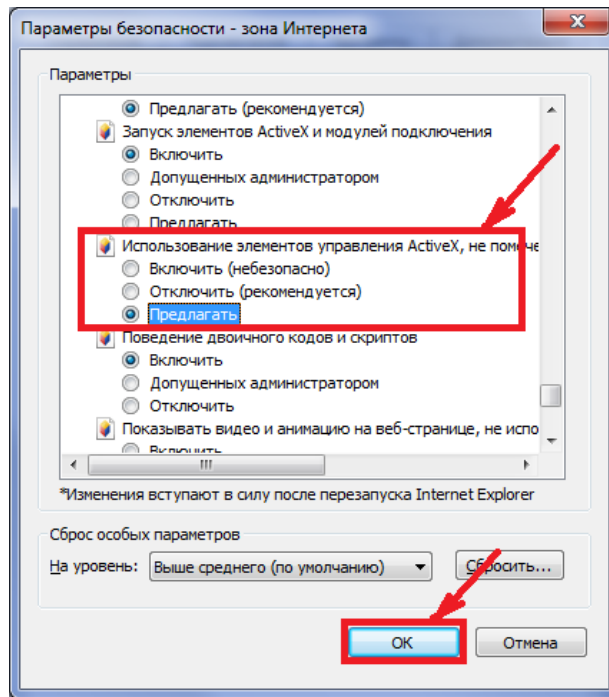 Параметры безопасности - зона Интернета
Параметры
Предлагать (рекомендуется)
Запуск элементов ActiveX и модулей подключения
Включить
Допущенных администратором
Отключить
Предлагать
Использование элементов управления ActiveX, не помече
Включить (небезопасно)
Отключить (рекомендуется)
Предлагать
Поведение двоичного кодов и скриптов
Включить
Допущенных администратором
Отключить
Показывать видео и анимацию на веб-странице, не испо
Включить
*Изменения вступают в силу после перезапуска Internet Explorer
Сброс особых параметров
На уровень: Выше среднего (по умолчанию) Сбросить...
ОК Отмена